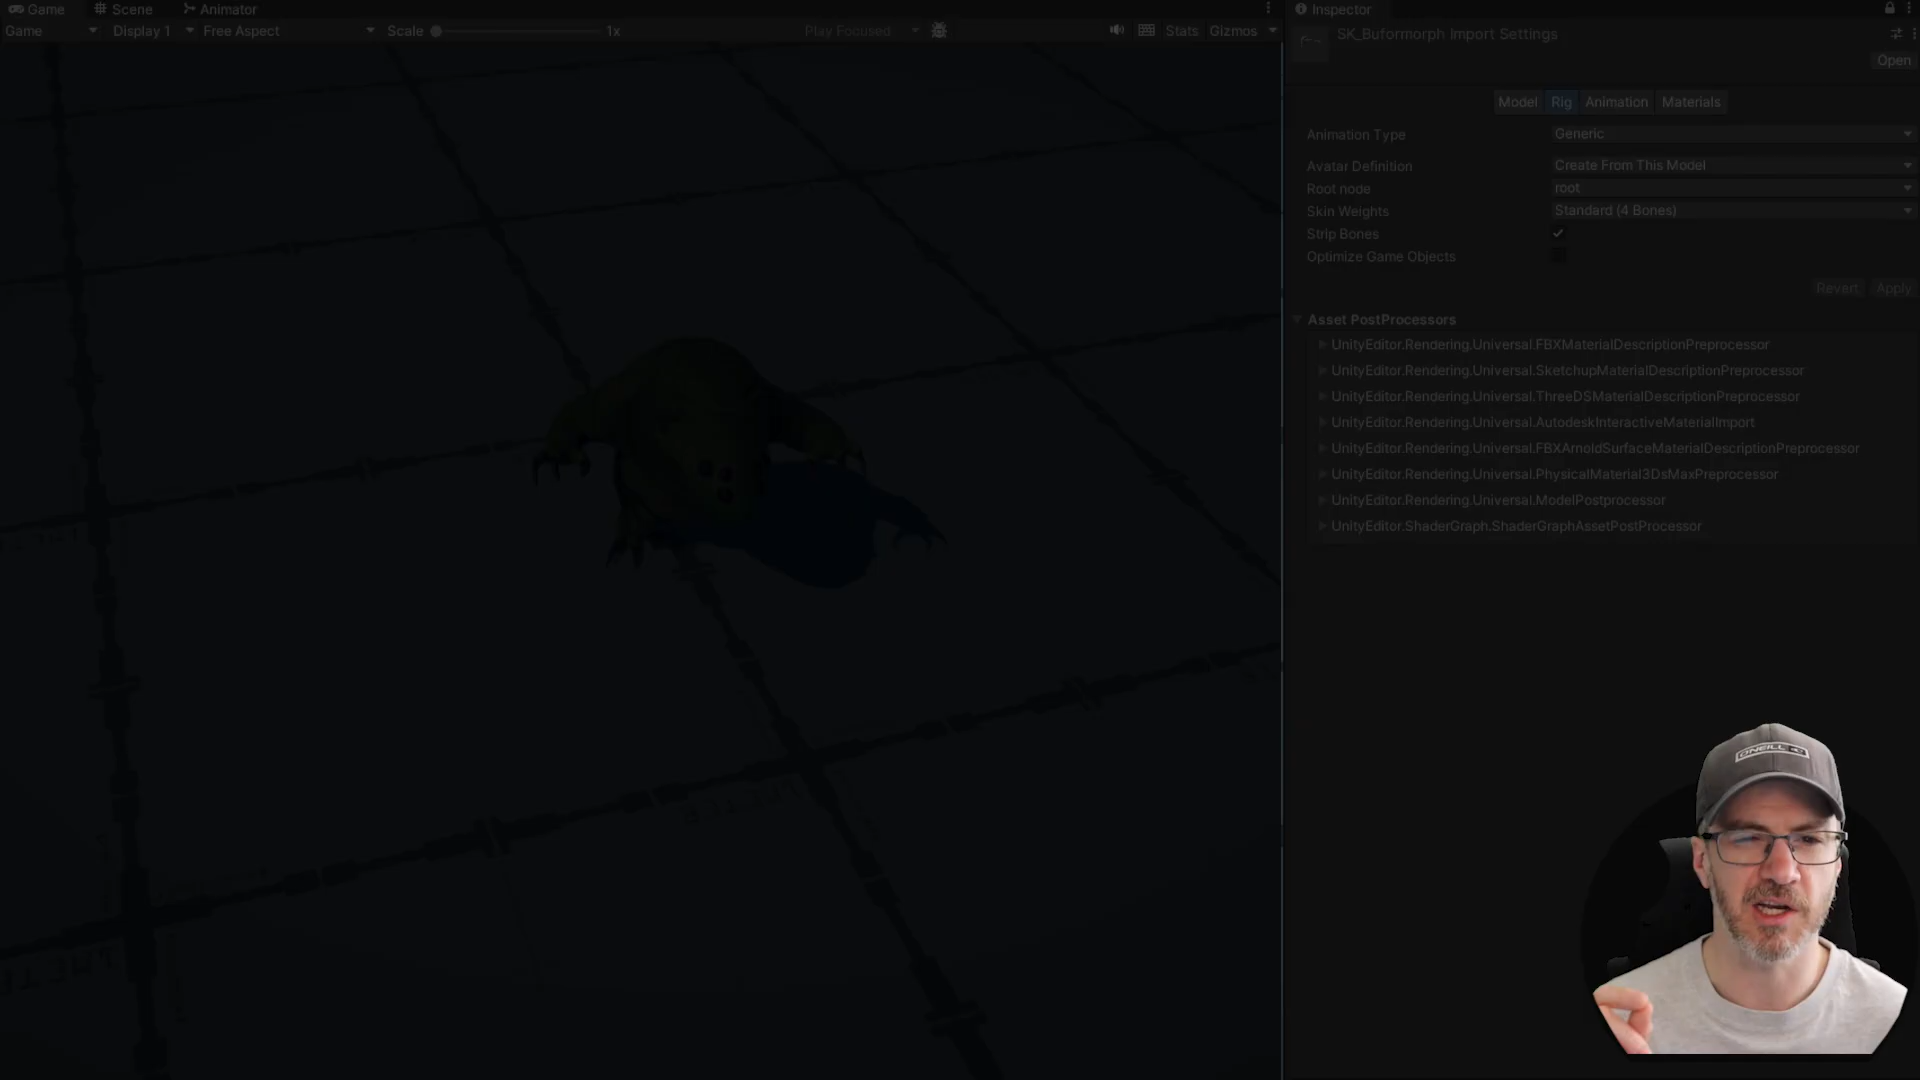 Game Scene Animator
Game Display 1 Free Aspect Scale 1x Play Focused Stats Gizmos
Inspector
SK_Buformorph Import Settings
Open
Model Rig Animation Materials
Animation Type Generic
Avatar Definition Create From This Model
Root node root
Skin Weights Standard (4 Bones)
Strip Bones
Optimize Game Objects
Revert Apply
Asset PostProcessors
UnityEditor.Rendering.Universal.FBXMaterialDescriptionPreprocessor
UnityEditor.Rendering.Universal.SketchupMaterialDescriptionPreprocessor
UnityEditor.Rendering.Universal.ThreeDSMaterialDescriptionPreprocessor
UnityEditor.Rendering.Universal.AutodeskInteractiveMaterialImport
UnityEditor.Rendering.Universal.FBXArnoldSurfaceMaterialDescriptionPreprocessor
UnityEditor.Rendering.Universal.PhysicalMaterial3DsMaxPreprocessor
UnityEditor.Rendering.Universal.ModelPostprocessor
UnityEditor.ShaderGraph.ShaderGraphAssetPostProcessor
O'NEILL